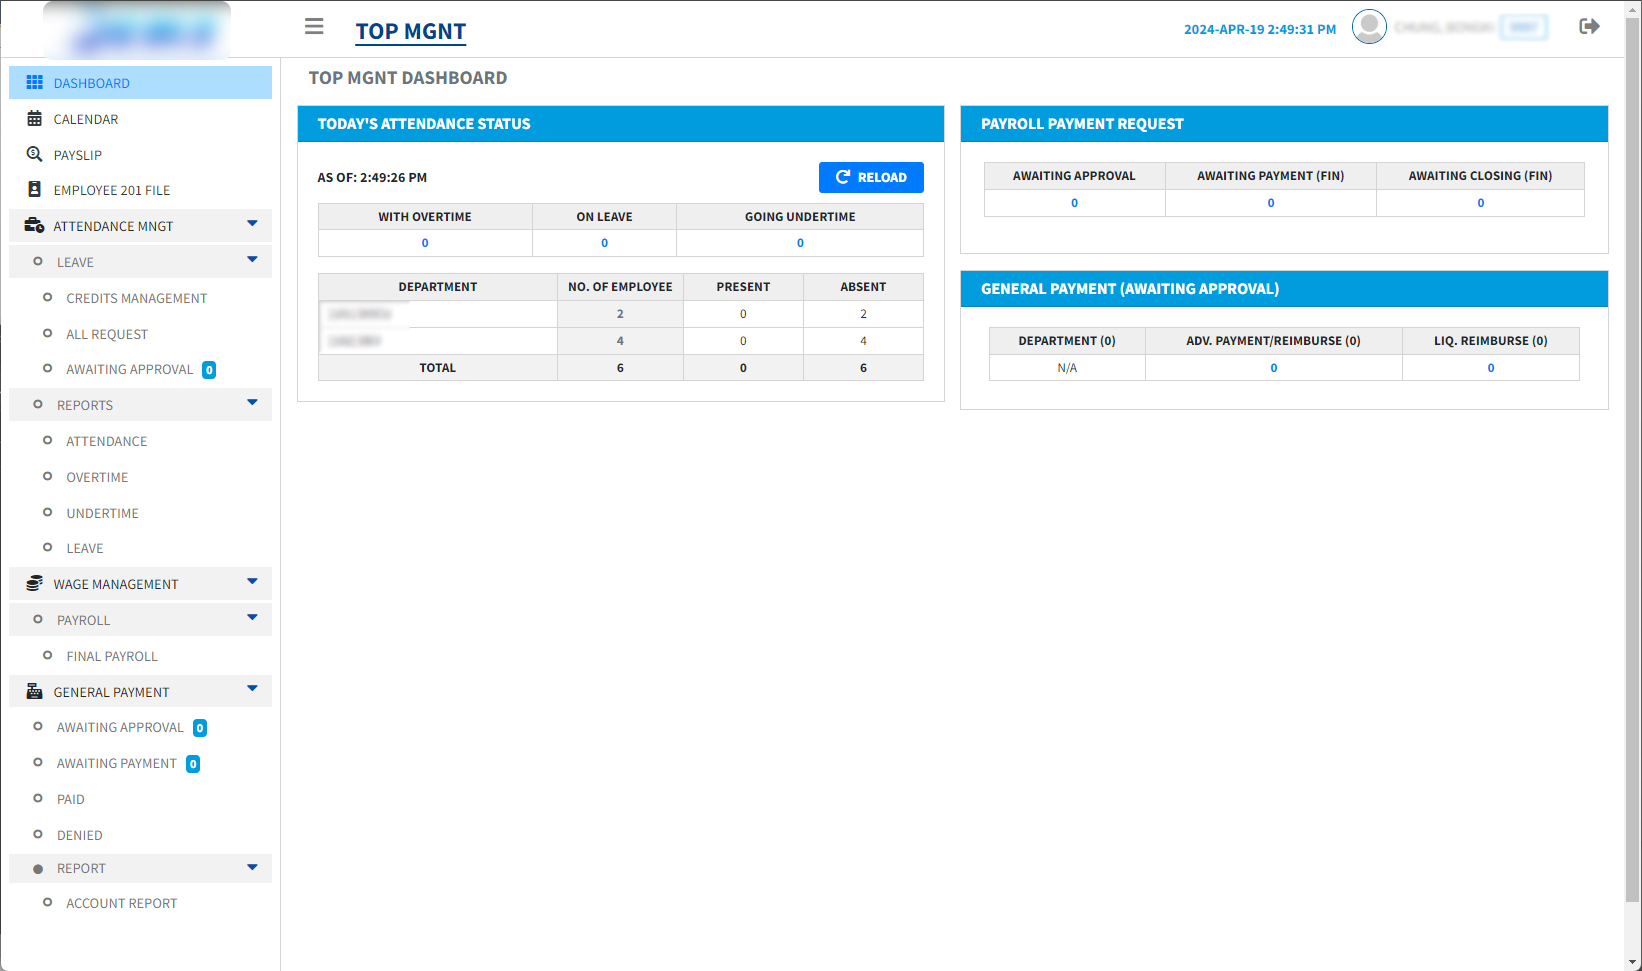 TOP MGNT
2024-APR-19 2:49:31 PM
DASHBOARD
CALENDAR
PAYSLIP
EMPLOYEE 201 FILE
ATTENDANCE MNGT
LEAVE
CREDITS MANAGEMENT
ALL REQUEST
AWAITING APPROVAL 0
REPORTS
ATTENDANCE
OVERTIME
UNDERTIME
LEAVE
WAGE MANAGEMENT
PAYROLL
FINAL PAYROLL
GENERAL PAYMENT
AWAITING APPROVAL 0
AWAITING PAYMENT 0
PAID
DENIED
REPORT
ACCOUNT REPORT
TOP MGNT DASHBOARD
TODAY'S ATTENDANCE STATUS
AS OF: 2:49:26 PM
RELOAD
WITH OVERTIME ON LEAVE GOING UNDERTIME
0 0 0
DEPARTMENT NO. OF EMPLOYEE PRESENT ABSENT
2 0 2
4 0 4
TOTAL 6 0 6
PAYROLL PAYMENT REQUEST
AWAITING APPROVAL AWAITING PAYMENT (FIN) AWAITING CLOSING (FIN)
0 0 0
GENERAL PAYMENT (AWAITING APPROVAL)
DEPARTMENT (0) ADV. PAYMENT/REIMBURSE (0) LIQ. REIMBURSE (0)
N/A 0 0